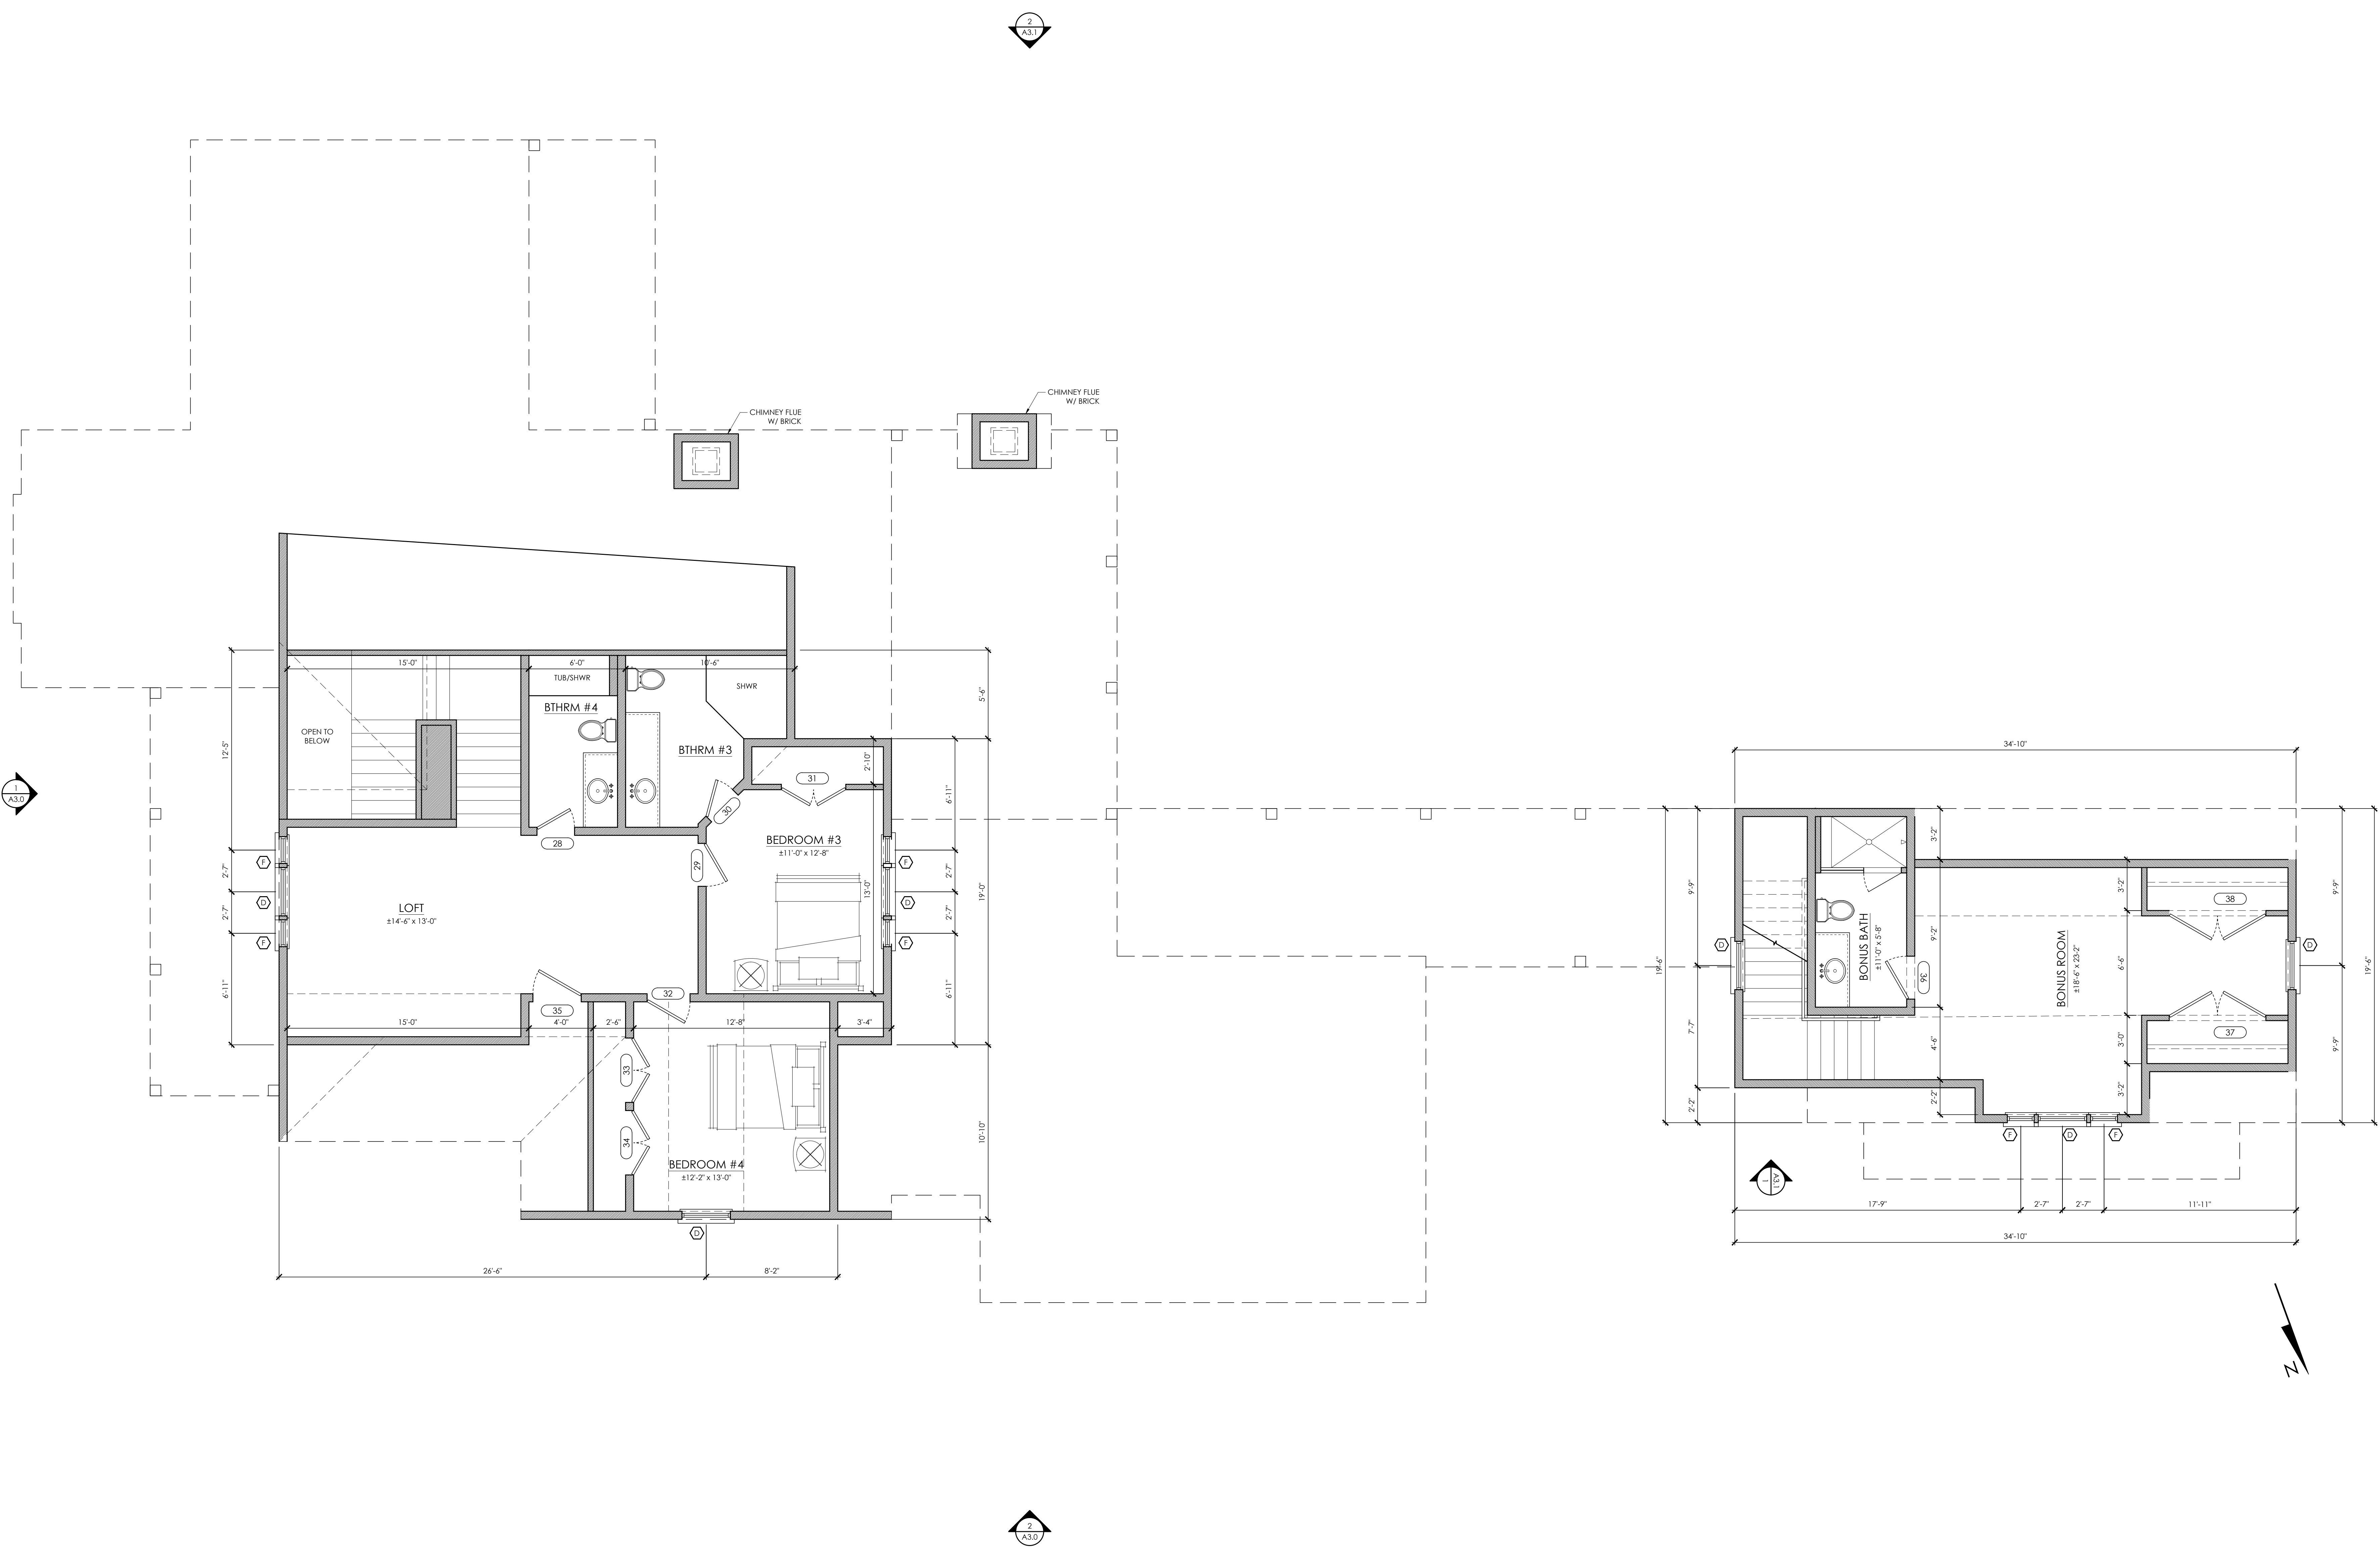 2
A3.1
CHIMNEY FLUE
W/ BRICK
CHIMNEY FLUE
W/ BRICK
15'-0"
6'-0"
10'-6"
TUB/SHWR
SHWR
BTHRM #4
OPEN TO
BELOW
BTHRM #3
12'-5"
5'-6"
2'-10"
31
1
A3.0
6'-11"
30
28
BEDROOM #3
±11'-0" x 12'-8"
29
F
2'-7"
F
2'-7"
13'-0"
19'-0"
D
D
LOFT
±14'-6" x 13'-0"
2'-7"
2'-7"
F
F
6'-11"
6'-11"
32
35
15'-0"
4'-0"
2'-6"
12'-8"
3'-4"
33
34
10'-10"
BEDROOM #4
±12'-2" x 13'-0"
D
26'-6"
8'-2"
34'-10"
3'-2"
9'-9"
3'-2"
38
9'-9"
9'-2"
BONUS BATH
±11'-0" x 5'-8"
D
D
19'-6"
36
BONUS ROOM
±18'-6" x 23'-2"
6'-6"
19'-6"
7'-7"
4'-6"
3'-0"
37
9'-9"
2'-2"
2'-2"
3'-2"
F
D
F
1
A3.1
17'-9"
2'-7"
2'-7"
11'-11"
34'-10"
N
2
A3.0